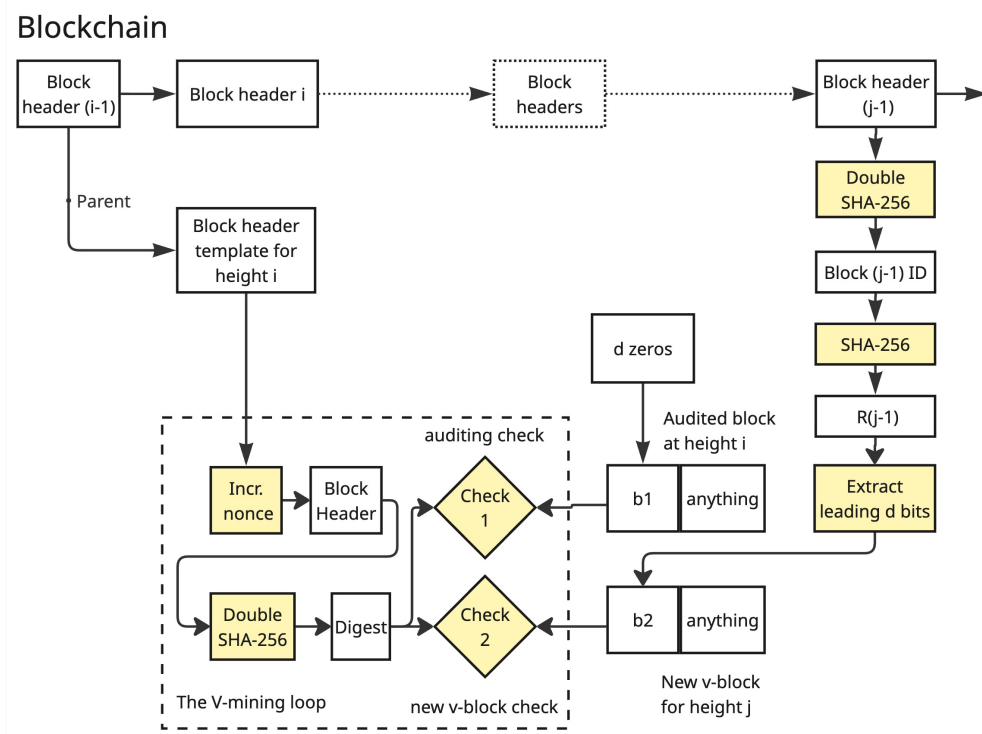 Blockchain
Block
header (i-1)
Block header i
Block
headers
Block header
(j-1)
Parent
Double
SHA-256
Block header
template for
height i
Block (j-1) ID
d zeros
SHA-256
R(j-1)
Audited block
at height i
auditing check
Incr.
nonce
Block
Header
Check
1
b1
anything
Extract
leading d bits
Double
SHA-256
Digest
Check
2
b2
anything
The V-mining loop
new v-block check
New v-block
for height j